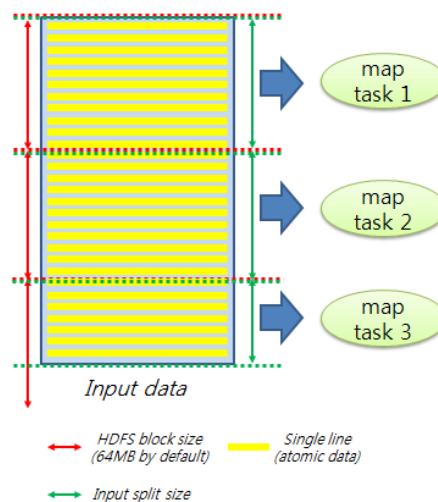 map
task 1
map
task 2
map
task 3
Input data
HDFS block size
(64MB by default)
Single line
(atomic data)
Input split size